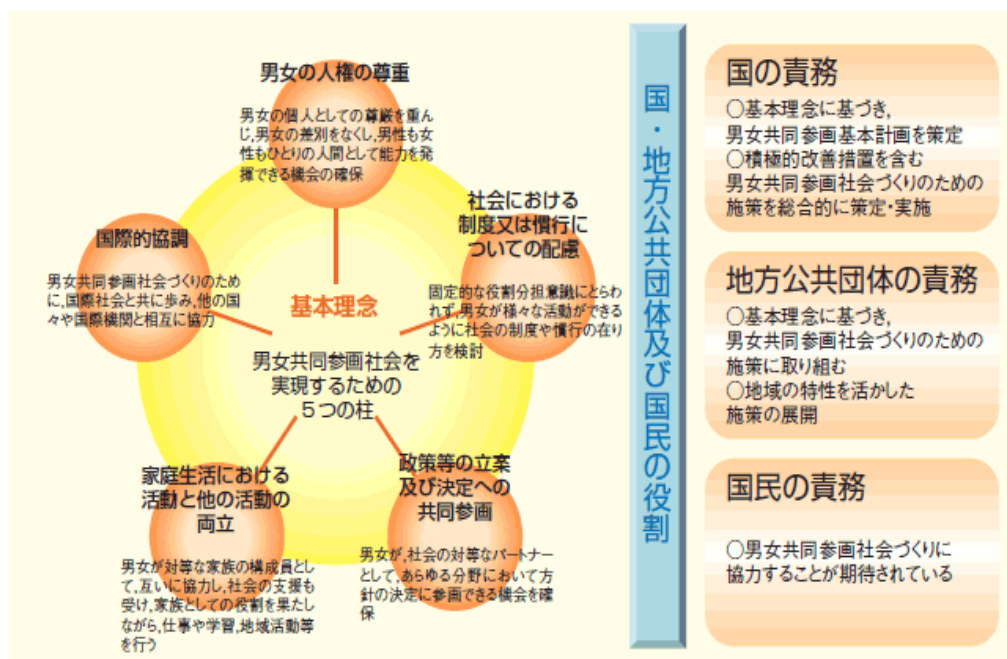 男女の人権の尊重
男女の個人としての尊厳を重ん
じ,男女の差別をなくし,男性も女
性もひとりの人間として能力を発
揮できる機会の確保
社会における
制度又は慣行に
ついての配慮
固定的な役割分担意識にとらわ
れず,男女が様々な活動ができる
ように社会の制度や慣行の在り
方を検討
政策等の立案
及び決定への
共同参画
男女が,社会の対等なパートナー
として,あらゆる分野において方
針の決定に参画できる機会を確
保
家庭生活における
活動と他の活動の
両立
男女が対等な家族の構成員とし
て,互いに協力し,社会の支援も
受け,家族としての役割を果たし
ながら,仕事や学習,地域活動等
を行う
国際的協調
男女共同参画社会づくりのため
に,国際社会と共に歩み,他の国
々や国際機関と相互に協力
基本理念
男女共同参画社会を
実現するための
5つの柱
国・地方公共団体及び国民の役割
国の責務
○基本理念に基づき,
男女共同参画基本計画を策定
○積極的改善措置を含む
男女共同参画社会づくりのための
施策を総合的に策定・実施
地方公共団体の責務
○基本理念に基づき,
男女共同参画社会づくりのための
施策に取り組む
○地域の特性を活かした
施策の展開
国民の責務
○男女共同参画社会づくりに
協力することが期待されている